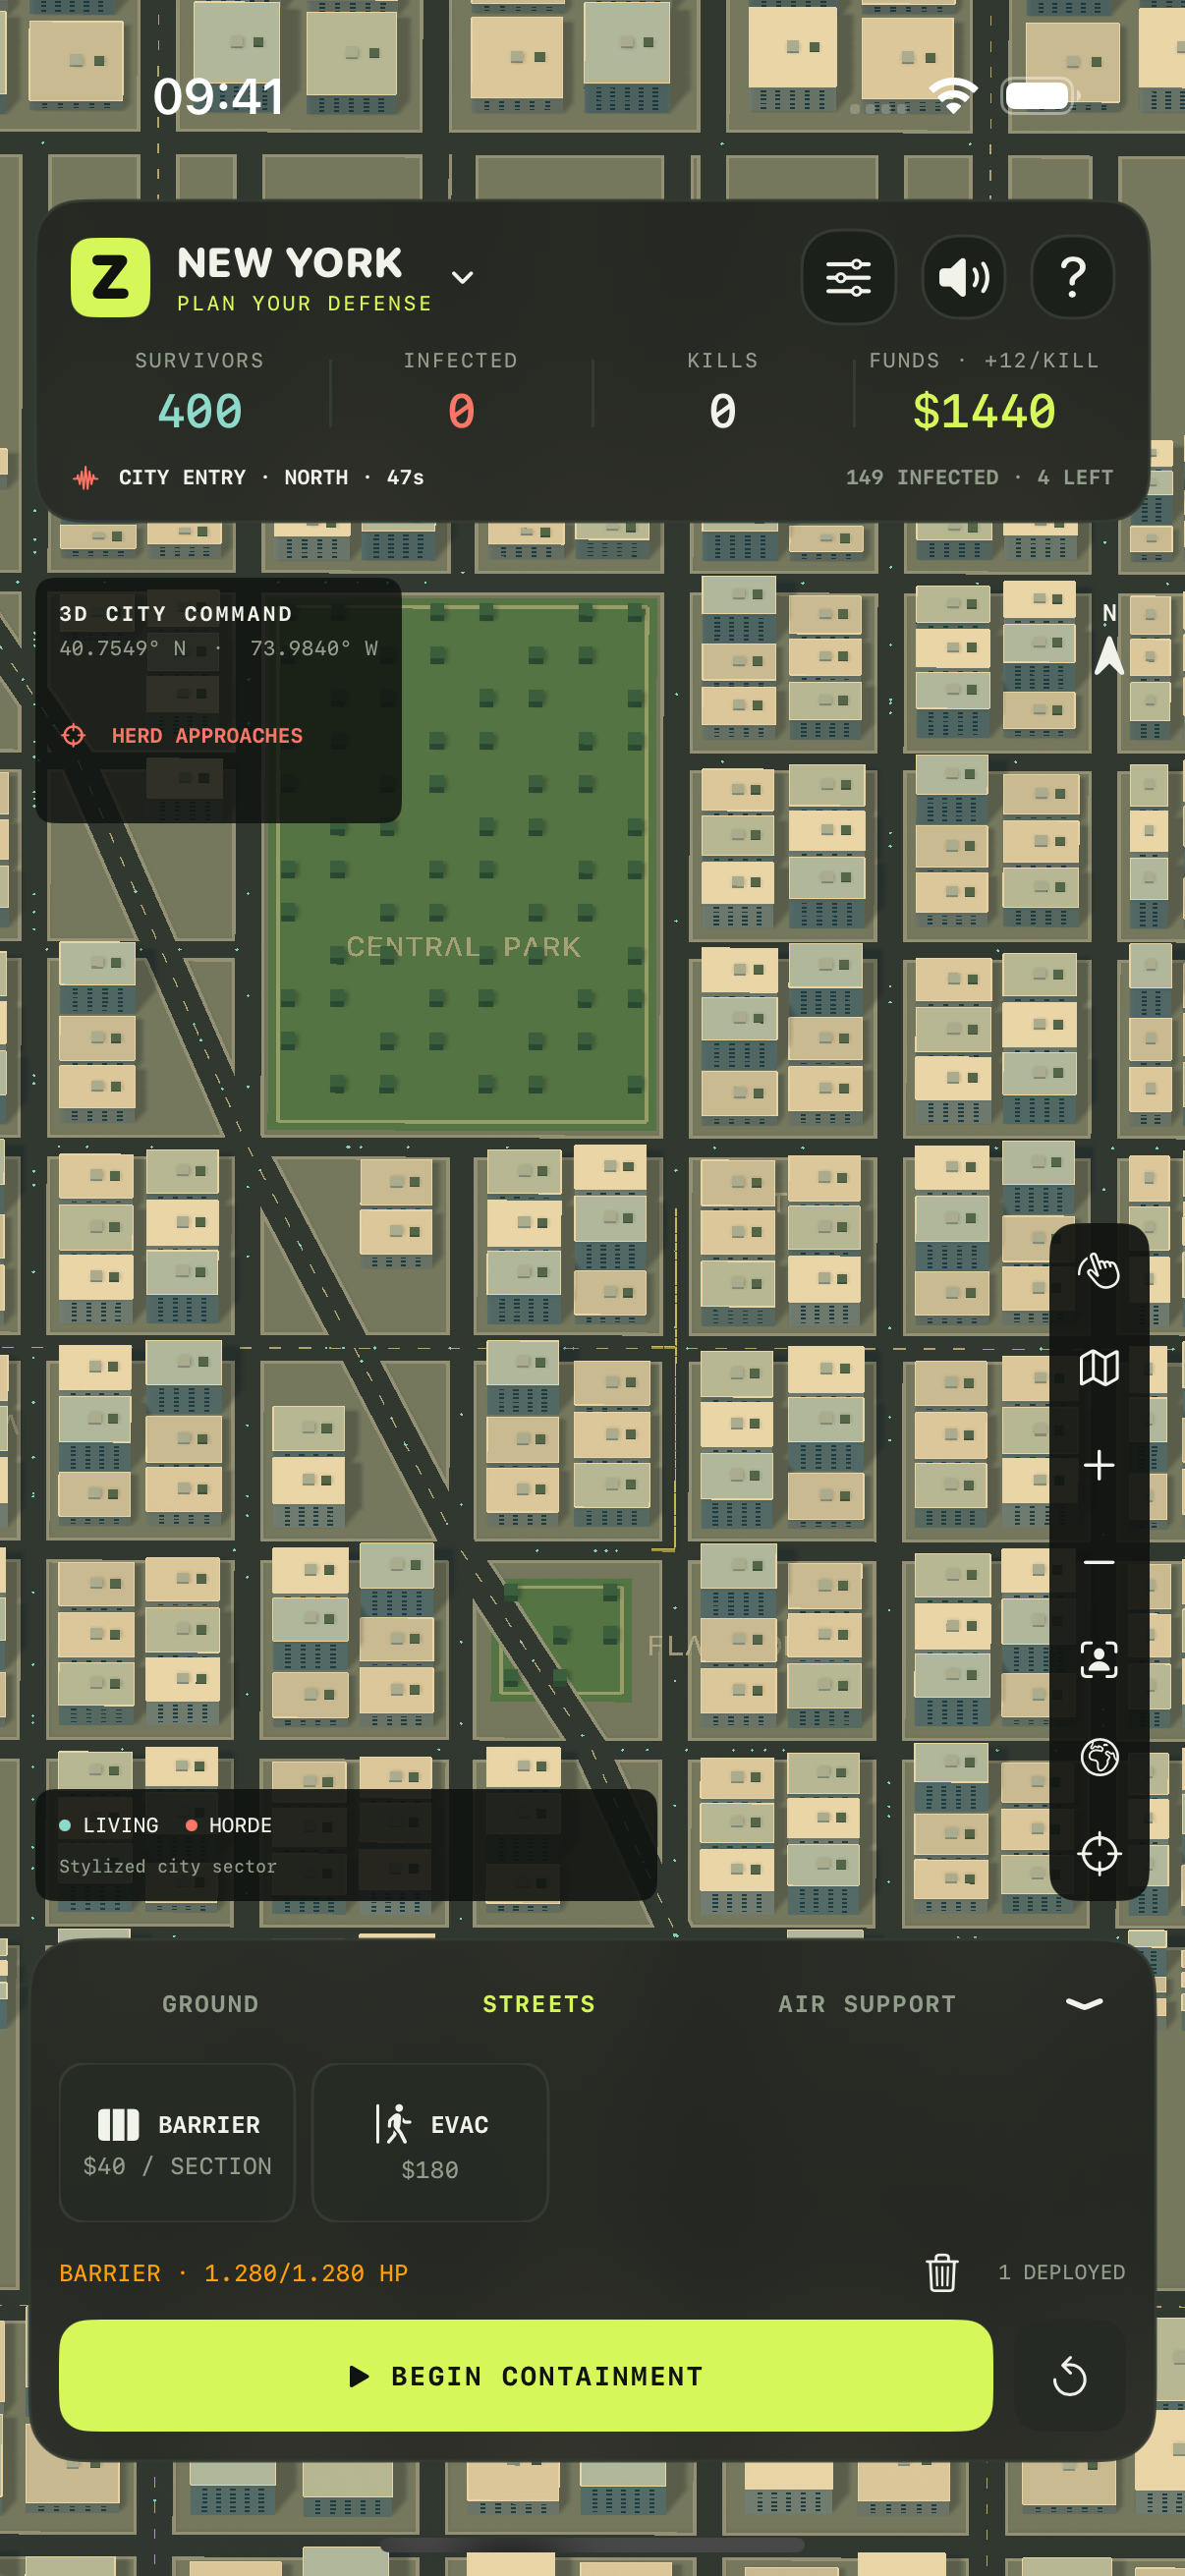 09:41
Z
NEW YORK
PLAN YOUR DEFENSE
?
SURVIVORS
400
INFECTED
0
KILLS
0
FUNDS · +12/KILL
$1440
CITY ENTRY · NORTH · 47s
149 INFECTED · 4 LEFT
3D CITY COMMAND
40.7549° N · 73.9840° W
HERD APPROACHES
N
CENTRAL PARK
LIVING
HORDE
Stylized city sector
GROUND
STREETS
AIR SUPPORT
BARRIER
$40 / SECTION
EVAC
$180
BARRIER · 1.280/1.280 HP
1 DEPLOYED
BEGIN CONTAINMENT